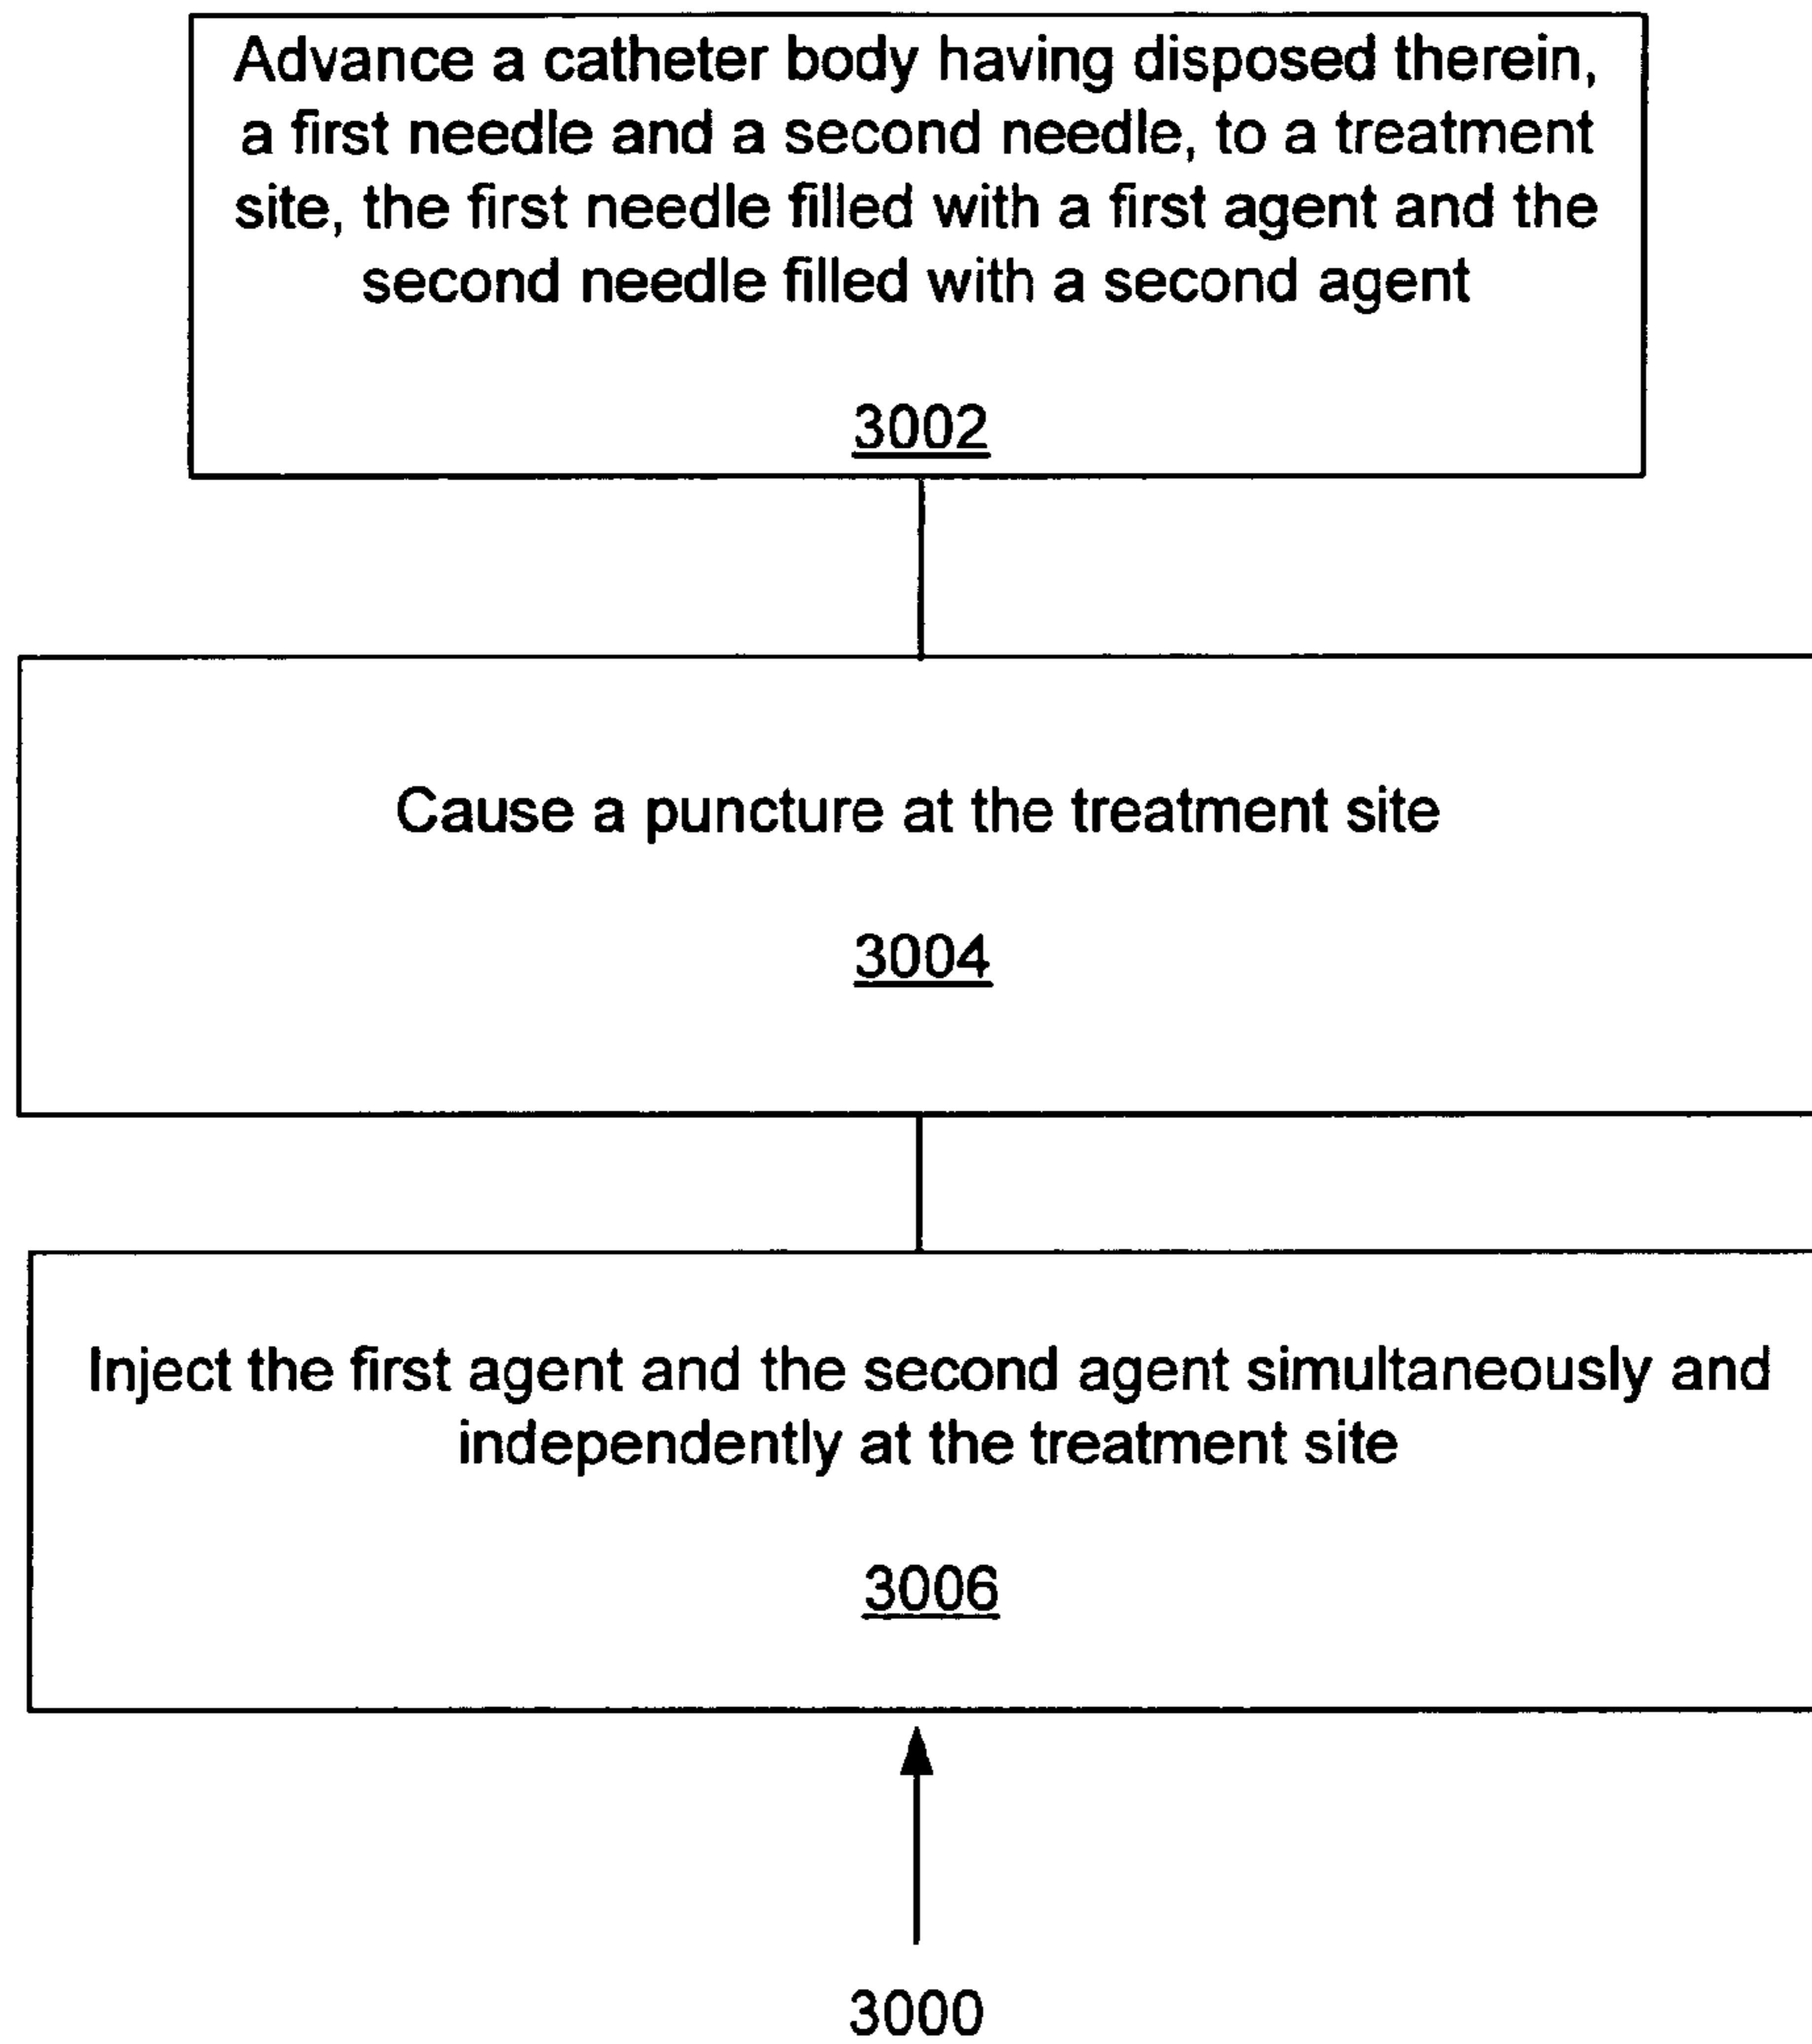 Advance a catheter body having disposed therein,
a first needle and a second needle, to a treatment
site, the first needle filled with a first agent and the
second needle filled with a second agent
3002
Cause a puncture at the treatment site
3004
Inject the first agent and the second agent simultaneously and
independently at the treatment site
3006
3000